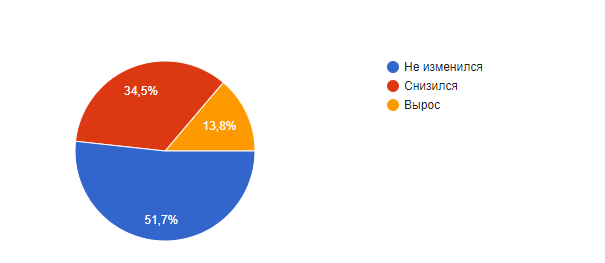 Не изменился
34,5%
Снизился
Вырос
13,8%
51,7%